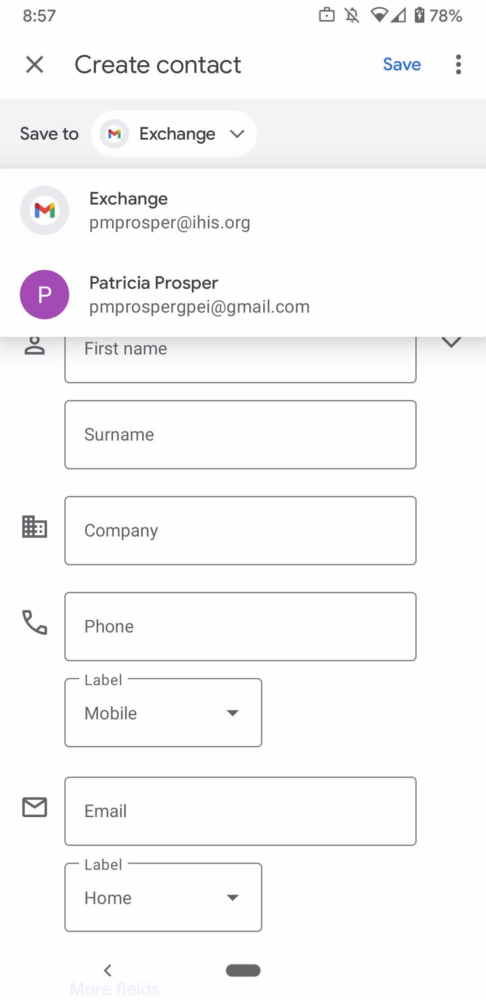 8:57
78%
Create contact
Save
Save to
Exchange
Exchange
pmprosper@ihis.org
P
Patricia Prosper
pmprospergpei@gmail.com
First name
Surname
Company
Phone
Label
Mobile
Email
Label
Home
More fields